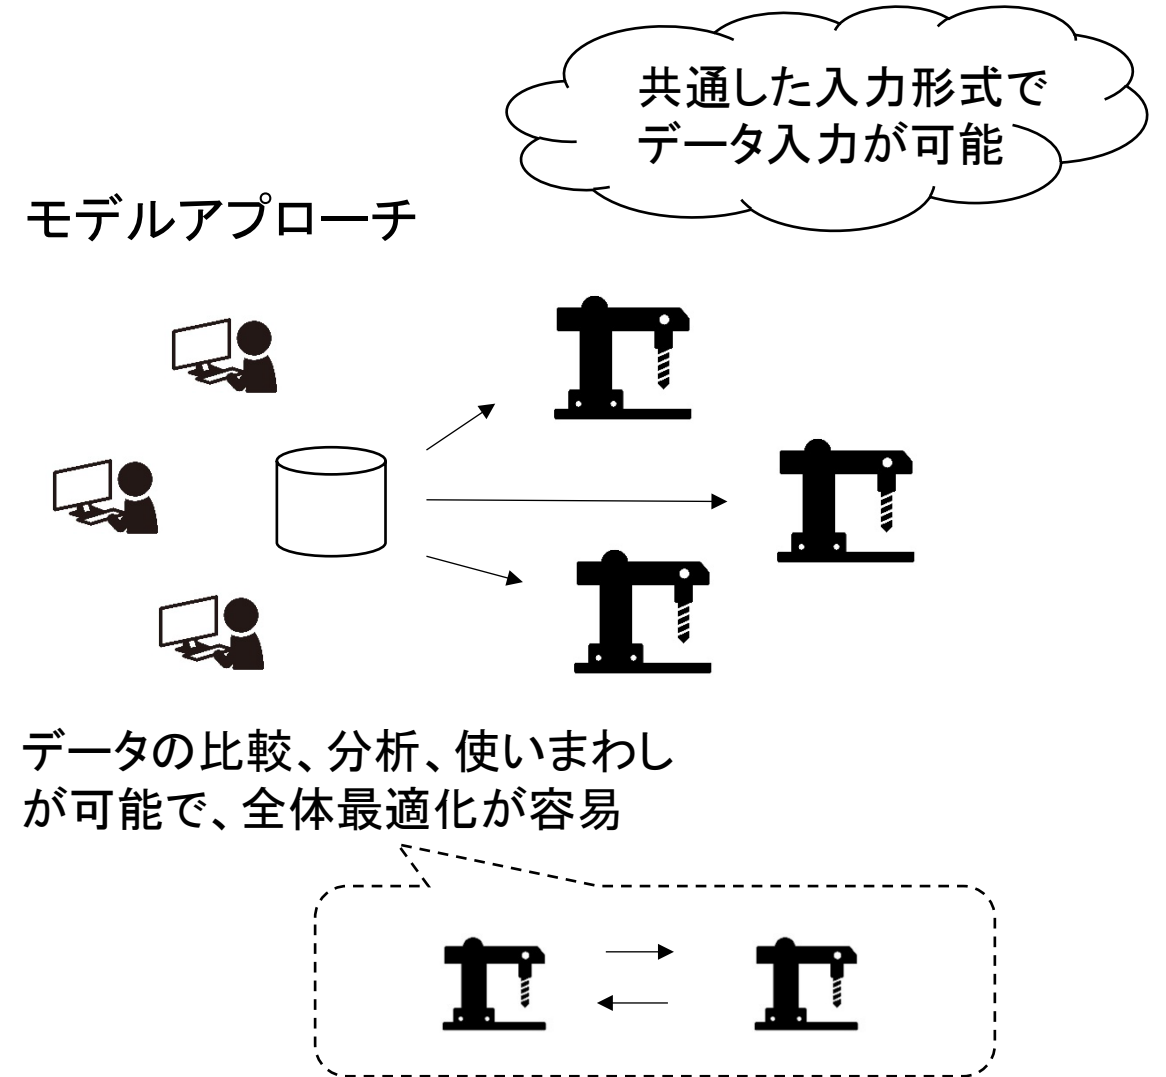 共通した入力形式で
データ入力が可能
モデルアプローチ
データの比較、分析、使いまわし
が可能で、全体最適化が容易